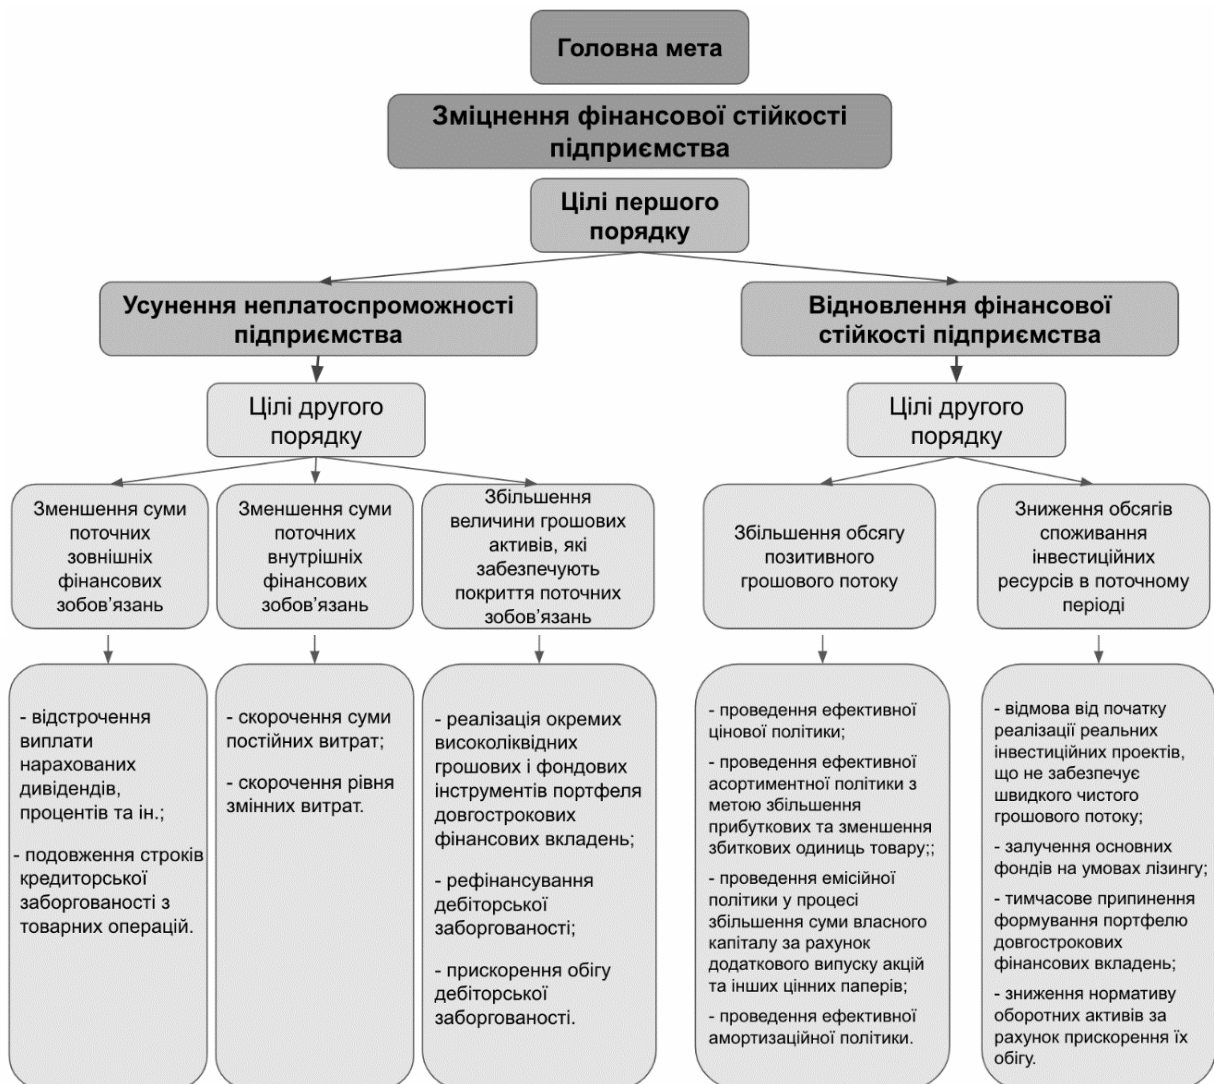 Головна мета
Зміцнення фінансової стійкості
підприємства
Цілі першого
порядку
Усунення неплатоспроможності
підприємства
Відновлення фінансової
стійкості підприємства
Цілі другого
порядку
Цілі другого
порядку
Зменшення суми
поточних
зовнішніх
фінансових
зобов’язань
Зменшення суми
поточних
внутрішніх
фінансових
зобов’язань
Збільшення
величини грошових
активів, які
забезпечують
покриття поточних
зобов’язань
Збільшення обсягу
позитивного
грошового потоку
Зниження обсягів
споживання
інвестиційних
ресурсів в поточному
періоді
- відстрочення
виплати
нарахованих
дивідендів,
процентів та ін.;
- подовження строків
кредиторської
заборгованості з
товарних операцій.
- скорочення суми
постійних витрат;
- скорочення рівня
змінних витрат.
- реалізація окремих
високоліквідних
грошових і фондових
інструментів портфеля
довгострокових
фінансових вкладень;
- рефінансування
дебіторської
заборгованості;
- прискорення обігу
дебіторської
заборгованості.
- проведення ефективної
цінової політики;
- проведення ефективної
асортиментної політики з
метою збільшення
прибуткових та зменшення
збиткових одиниць товару;;
- проведення емісійної
політики у процесі
збільшення суми власного
капіталу за рахунок
додаткового випуску акцій
та інших цінних паперів;
- проведення ефективної
амортизаційної політики.
- відмова від початку
реалізації реальних
інвестиційних проектів,
що не забезпечує
швидкого чистого
грошового потоку;
- залучення основних
фондів на умовах лізингу;
- тимчасове припинення
формування портфелю
довгострокових
фінансових вкладень;
- зниження нормативу
оборотних активів за
рахунок прискорення їх
обігу.